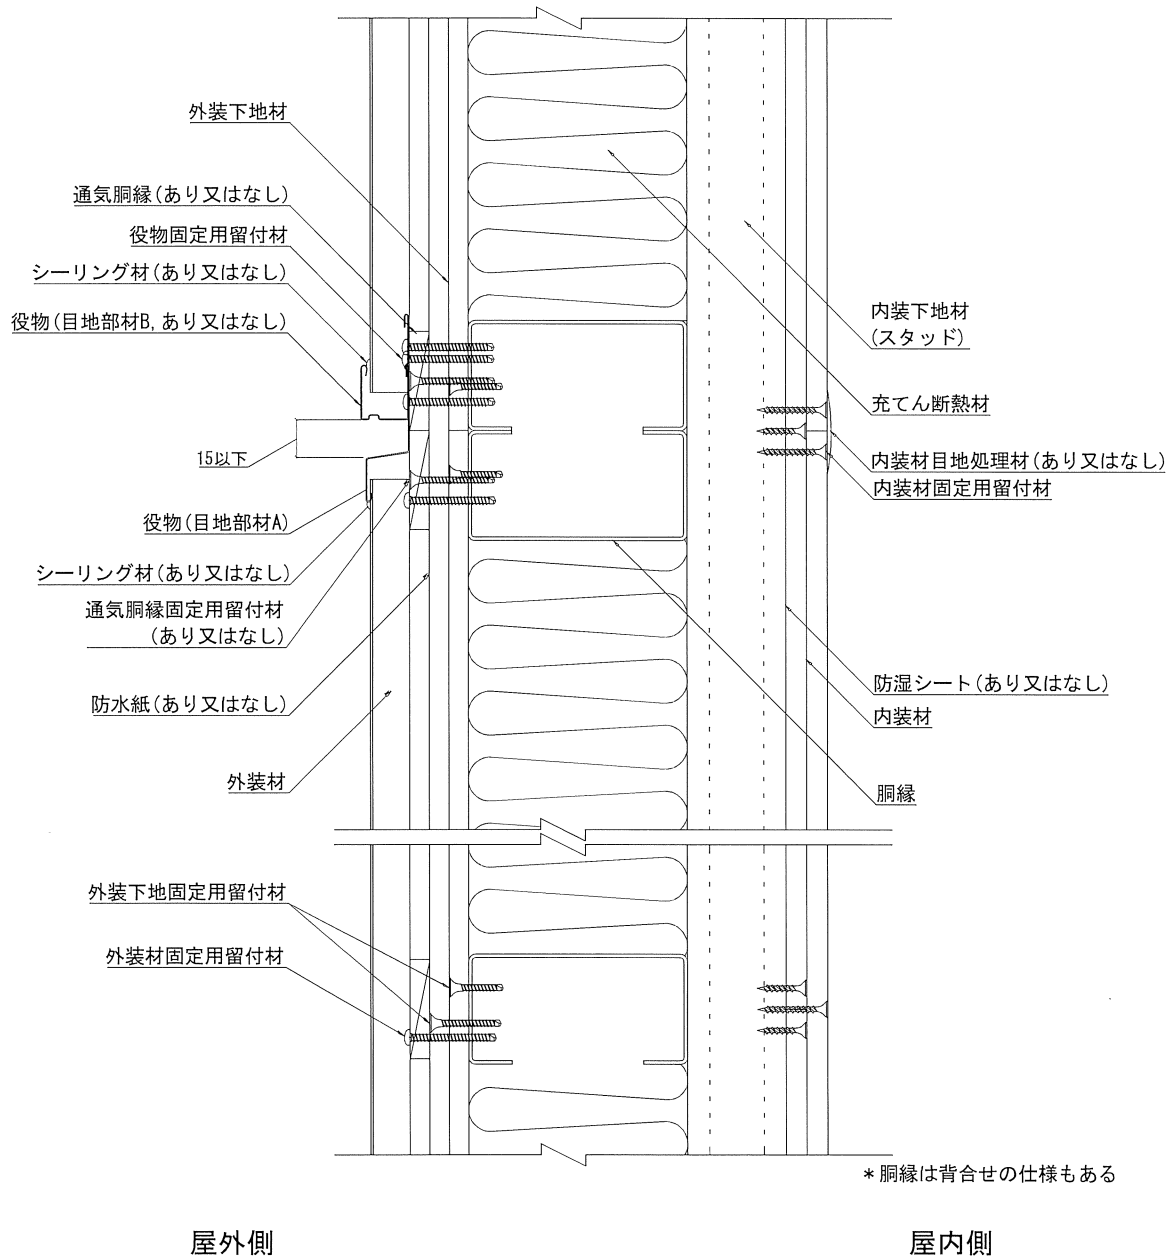 外装下地材
通気胴縁(あり又はなし)
役物固定用留付材
シーリング材(あり又はなし)
役物(目地部材B,あり又はなし)
15以下
役物(目地部材A)
シーリング材(あり又はなし)
通気胴縁固定用留付材
(あり又はなし)
防水紙(あり又はなし)
外装材
外装下地固定用留付材
外装材固定用留付材
内装下地材
(スタッド)
充てん断熱材
内装材目地処理材(あり又はなし)
内装材固定用留付材
防湿シート(あり又はなし)
内装材
胴縁
*胴縁は背合せの仕様もある
屋外側
屋内側